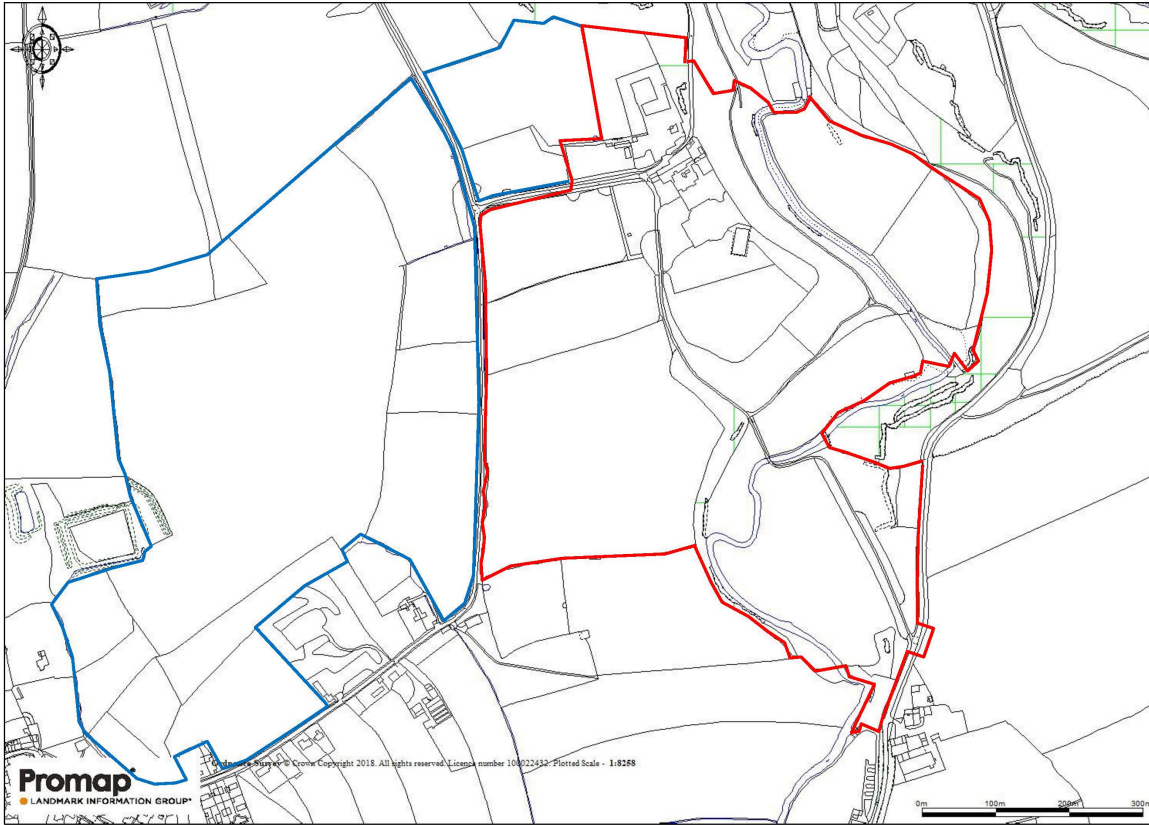 Ordnance Survey © Crown Copyright 2018. All rights reserved. Licence number 100022432. Plotted Scale - 1:8258
Promap
LANDMARK INFORMATION GROUP
0m 100m 200m 300m